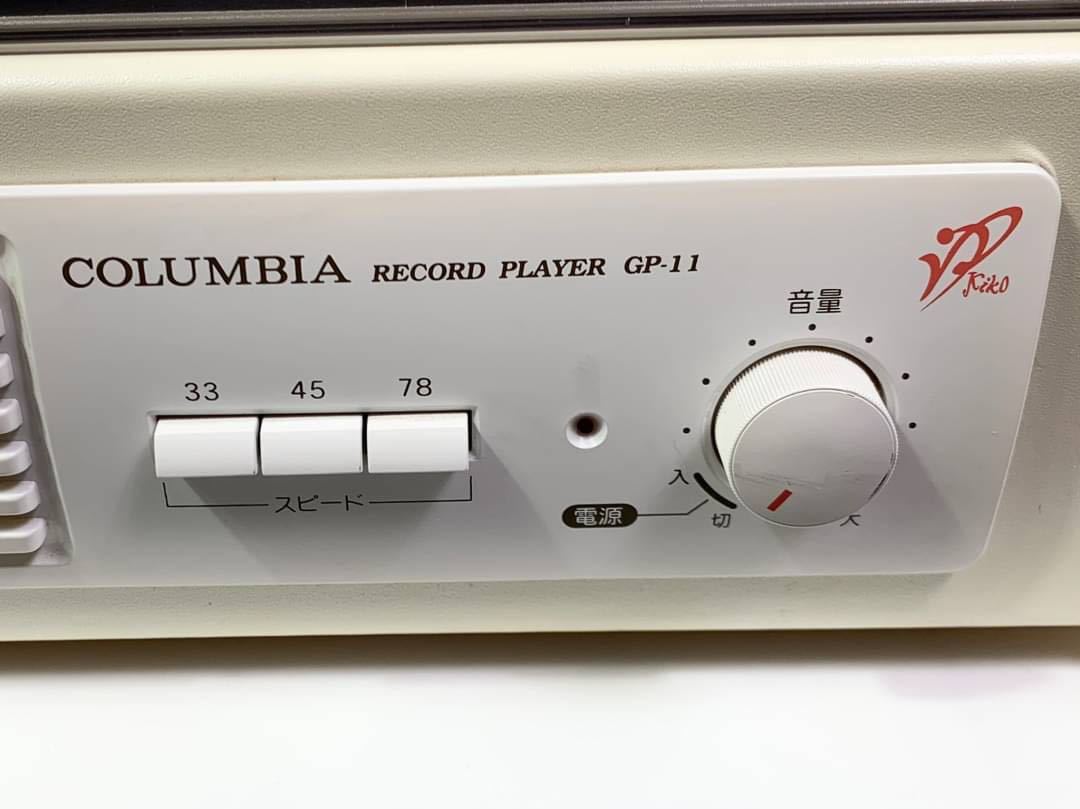 COLUMBIA RECORD PLAYER GP-11
Kiko
音量
33 45 78
スピード
入
電源
切
大